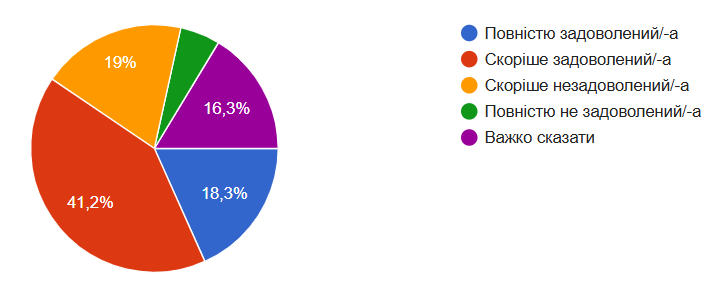 19%
16,3%
41,2%
18,3%
Повністю задоволений/-а
Скоріше задоволений/-а
Скоріше незадоволений/-а
Повністю не задоволений/-а
Важко сказати